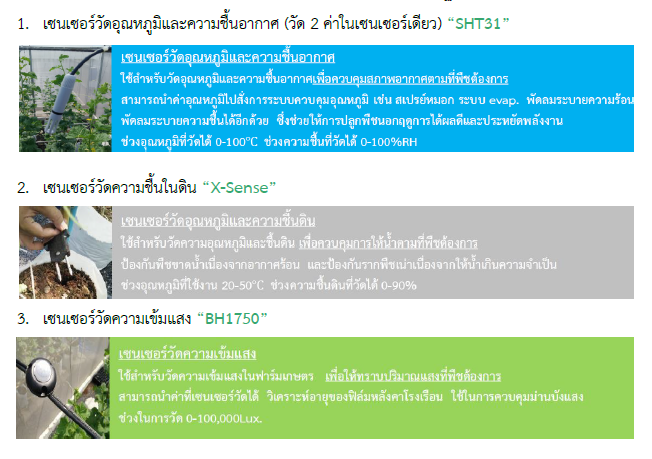 1. เซนเซอร์วัดอุณหภูมิและความชื้นอากาศ (วัด 2 ค่าในเซนเซอร์เดียว) “SHT31”
เซนเซอร์วัดอุณหภูมิและความชื้นอากาศ
ใช้สำหรับวัดอุณหภูมิและความชื้นอากาศเพื่อควบคุมสภาพอากาศตามที่พืชต้องการ
สามารถนำค่าอุณหภูมิไปสั่งการระบบควบคุมอุณหภูมิ เช่น สเปรย์หมอก ระบบ evap. พัดลมระบายความร้อน
พัดลมระบายความชื้นได้อีกด้วย ซึ่งช่วยให้การปลูกพืชนอกฤดูการได้ผลดีและประหยัดพลังงาน
ช่วงอุณหภูมิที่วัดได้ 0-100°C ช่วงความชื้นที่วัดได้ 0-100%RH
2. เซนเซอร์วัดความชื้นในดิน “X-Sense”
เซนเซอร์วัดอุณหภูมิและความชื้นดิน
ใช้สำหรับวัดความอุณหภูมิและชื้นดิน เพื่อควบคุมการให้น้ำตามที่พืชต้องการ
ป้องกันพืชขาดน้ำเนื่องจากอากาศร้อน และป้องกันรากพืชเน่าเนื่องจากให้น้ำเกินความจำเป็น
ช่วงอุณหภูมิที่ใช้งาน 20-50°C ช่วงความชื้นดินที่วัดได้ 0-90%
3. เซนเซอร์วัดความเข้มแสง “BH1750”
เซนเซอร์วัดความเข้มแสง
ใช้สำหรับวัดความเข้มแสงในฟาร์มเกษตร เพื่อให้ทราบปริมาณแสงที่พืชต้องการ
สามารถนำค่าที่เซนเซอร์วัดได้ วิเคราะห์อายุของฟิล์มหลังคาโรงเรือน ใช้ในการควบคุมม่านบังแสง
ช่วงในการวัด 0-100,000Lux.